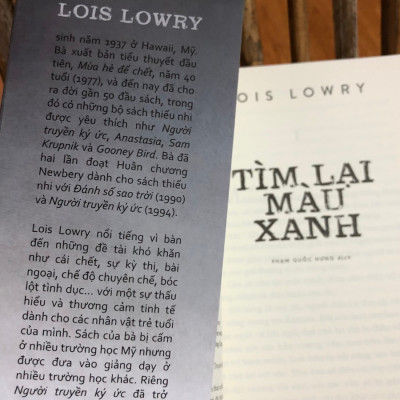 LOIS LOWRY
sinh năm 1937 ở Hawaii, Mỹ.
Bà xuất bản tiểu thuyết đầu
tiên, Mùa hè để chết, năm 40
tuổi (1977), và đến nay đã cho
ra đời gần 50 đầu sách, trong
đó có những bộ sách thiếu nhi
được yêu thích như Người
truyền ký ức, Anastasia, Sam
Krupnik và Gooney Bird. Bà đã
hai lần đoạt Huân chương
Newbery dành cho sách thiếu
nhi với Đánh số sao trời (1990)
và Người truyền ký ức (1994).
Lois Lowry nổi tiếng vì bàn
đến những đề tài khó khăn
như cái chết, sự kỳ thị, bài
ngoại, chế độ chuyên chế, bóc
lột tình dục... với một sự thấu
hiểu và thương cảm tinh tế
dành cho các nhân vật trẻ tuổi
của mình. Sách của bà bị cấm
ở nhiều trường học Mỹ nhưng
được đưa vào giảng dạy ở
nhiều trường học khác. Riêng
Người truyền ký ức đã trở
OIS LOWRY
TÌM LẠI
MÀU
XANH
PHẠM QUỐC HƯNG dịch